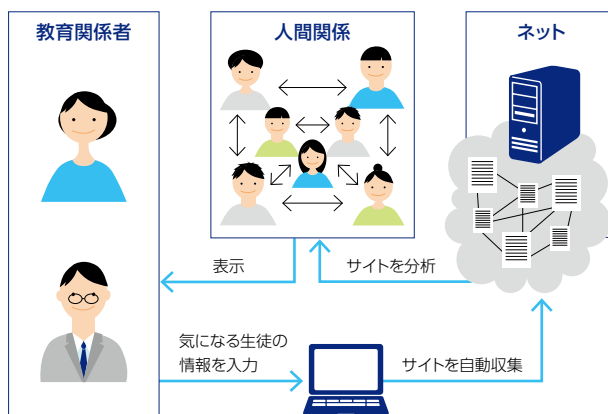 教育関係者
人間関係
ネット
表示
サイトを分析
気になる生徒の
情報を入力
サイトを自動収集